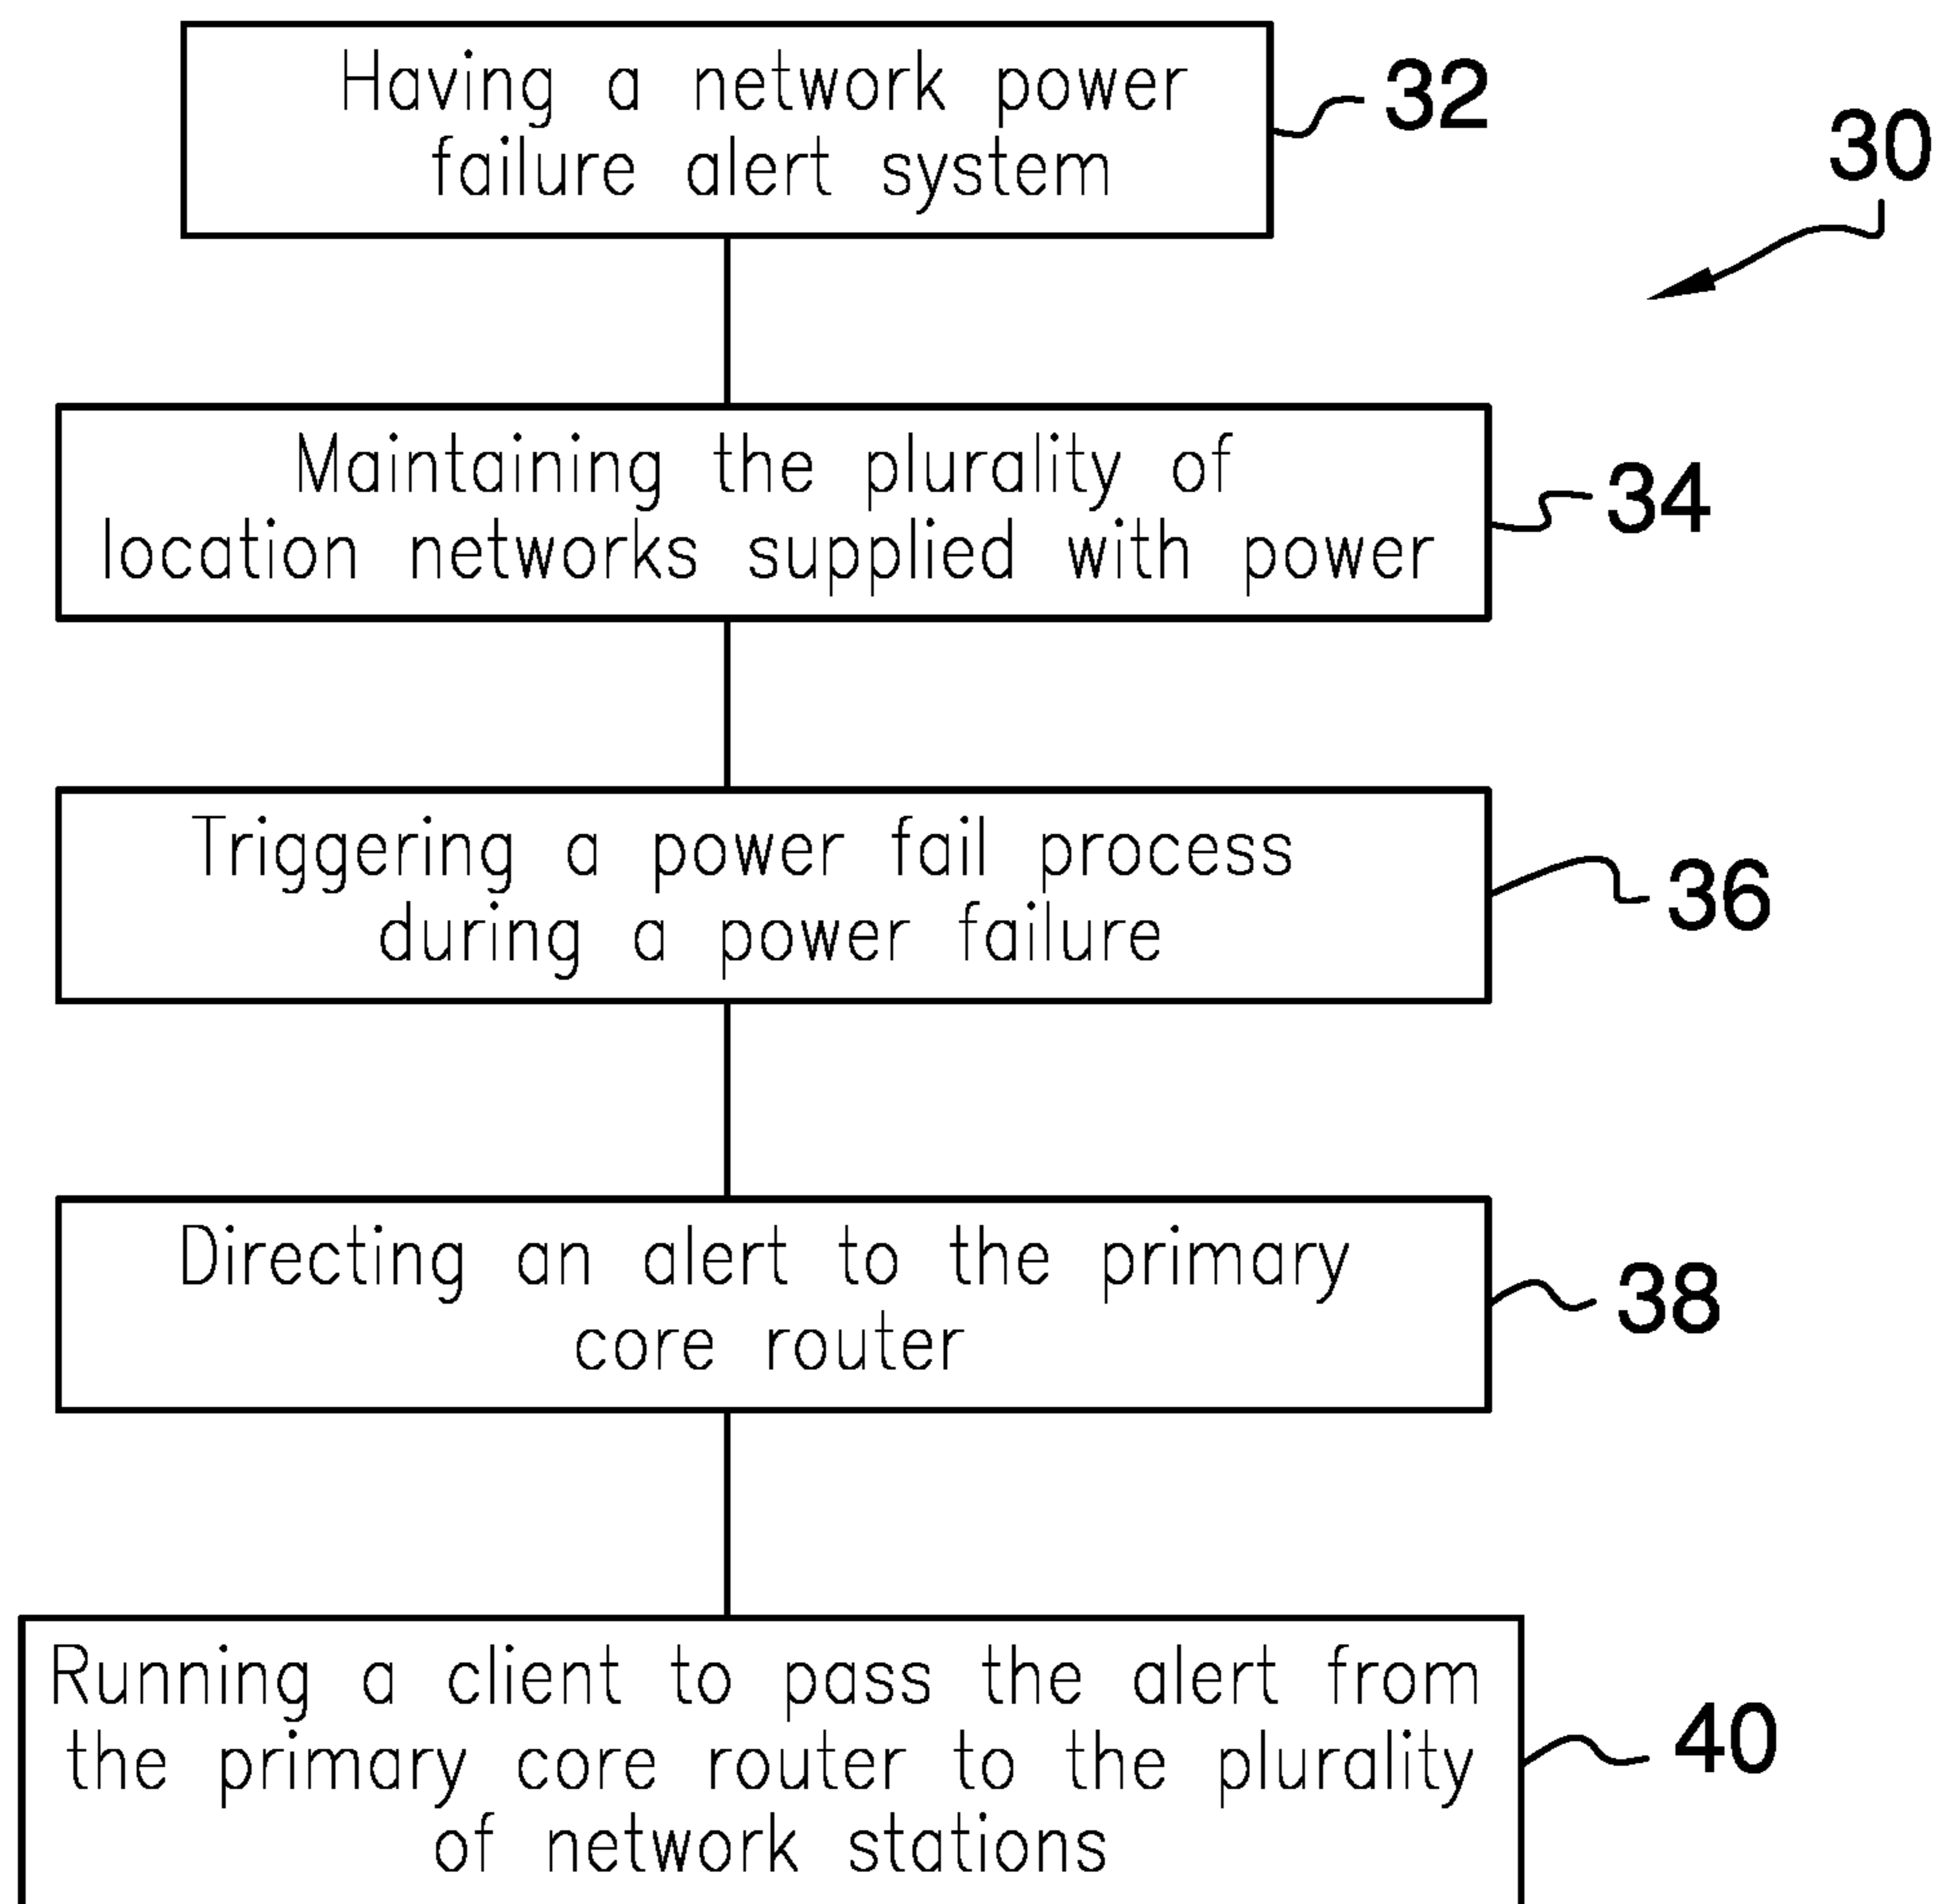 Having a network power
failure alert system
32
30
Maintaining the plurality of
location networks supplied with power
34
Triggering a power fail process
during a power failure
36
Directing an alert to the primary
core router
38
Running a client to pass the alert from
the primary core router to the plurality
of network stations
40